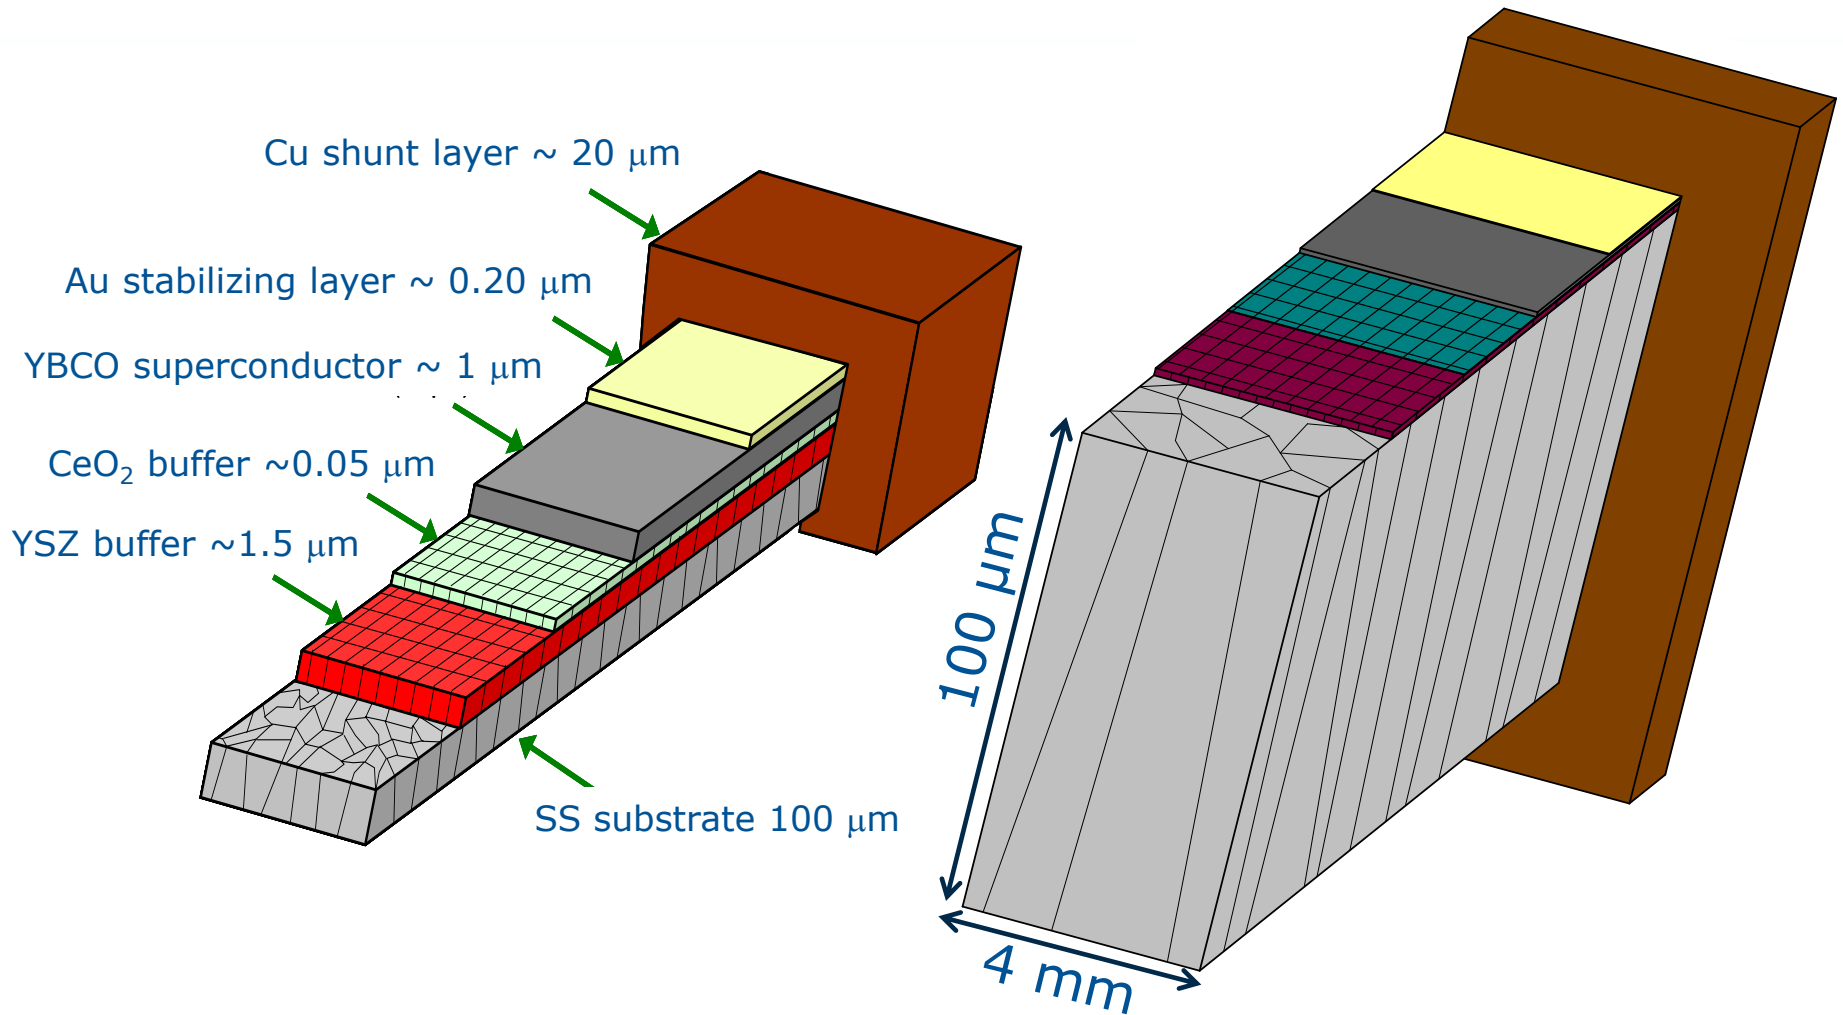 Cu shunt layer ~ 20 μm
Au stabilizing layer ~ 0.20 μm
YBCO superconductor ~ 1 μm
CeO₂ buffer ~0.05 μm
YSZ buffer ~1.5 μm
SS substrate 100 μm
100 μm
4 mm